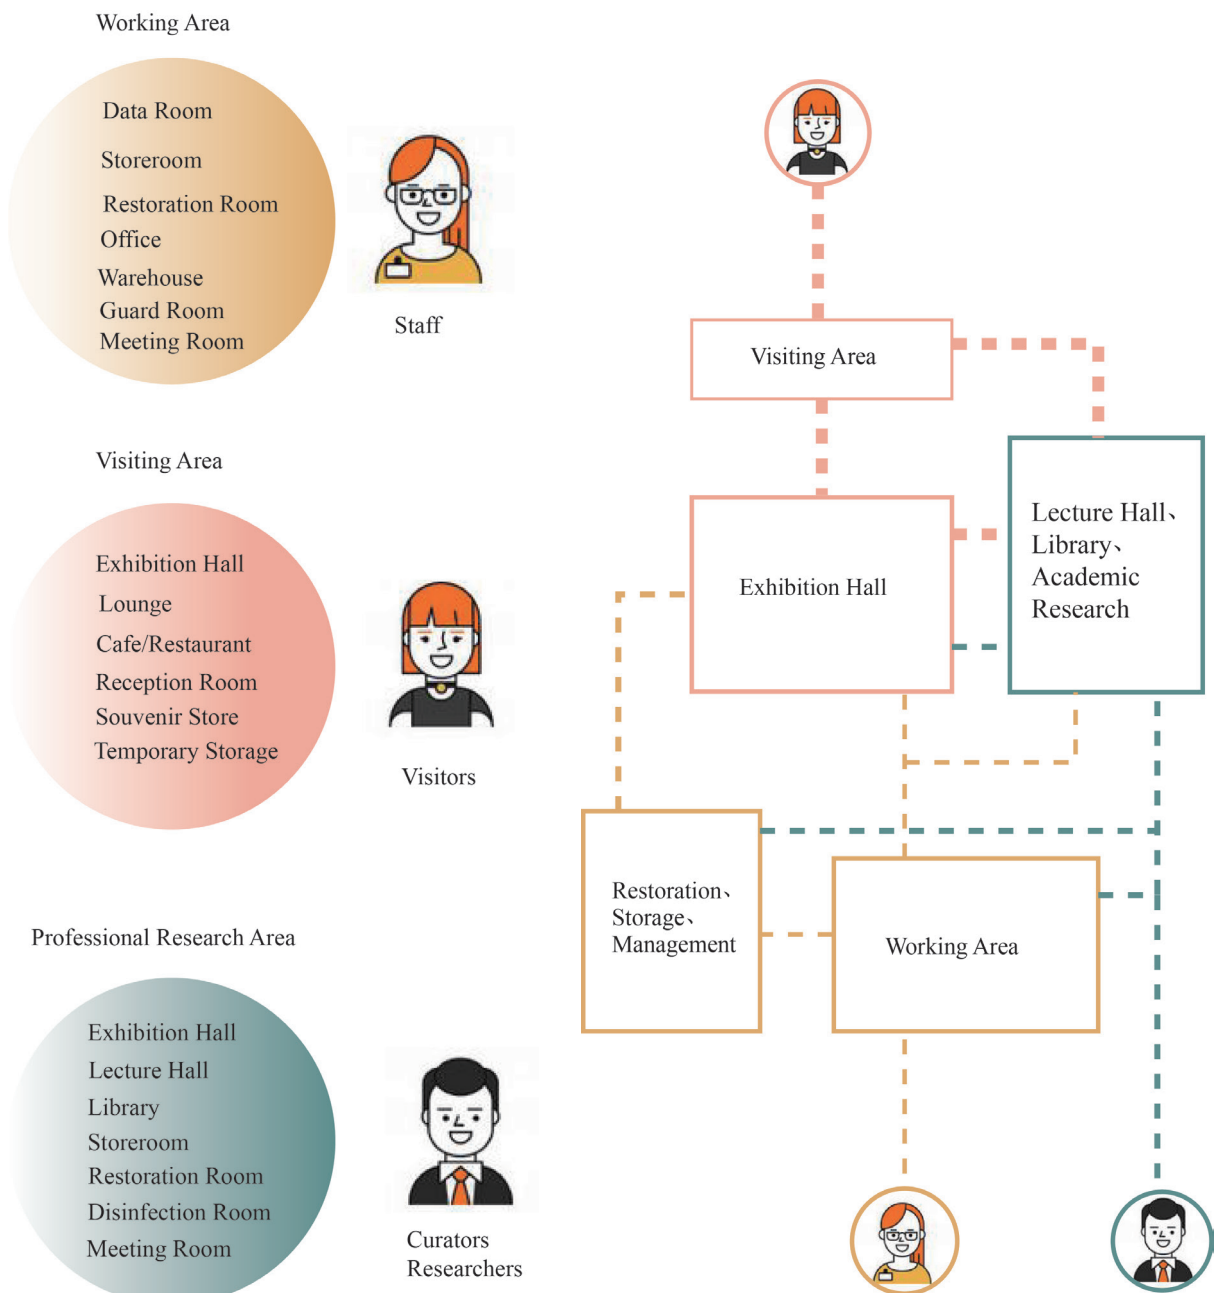 Working Area
Data Room
Storeroom
Restoration Room
Office
Warehouse
Guard Room
Meeting Room
Staff
Visiting Area
Exhibition Hall
Lounge
Cafe/Restaurant
Reception Room
Souvenir Store
Temporary Storage
Visitors
Professional Research Area
Exhibition Hall
Lecture Hall
Library
Storeroom
Restoration Room
Disinfection Room
Meeting Room
Curators
Researchers
Visiting Area
Exhibition Hall
Lecture Hall、
Library、
Academic
Research
Restoration、
Storage、
Management
Working Area